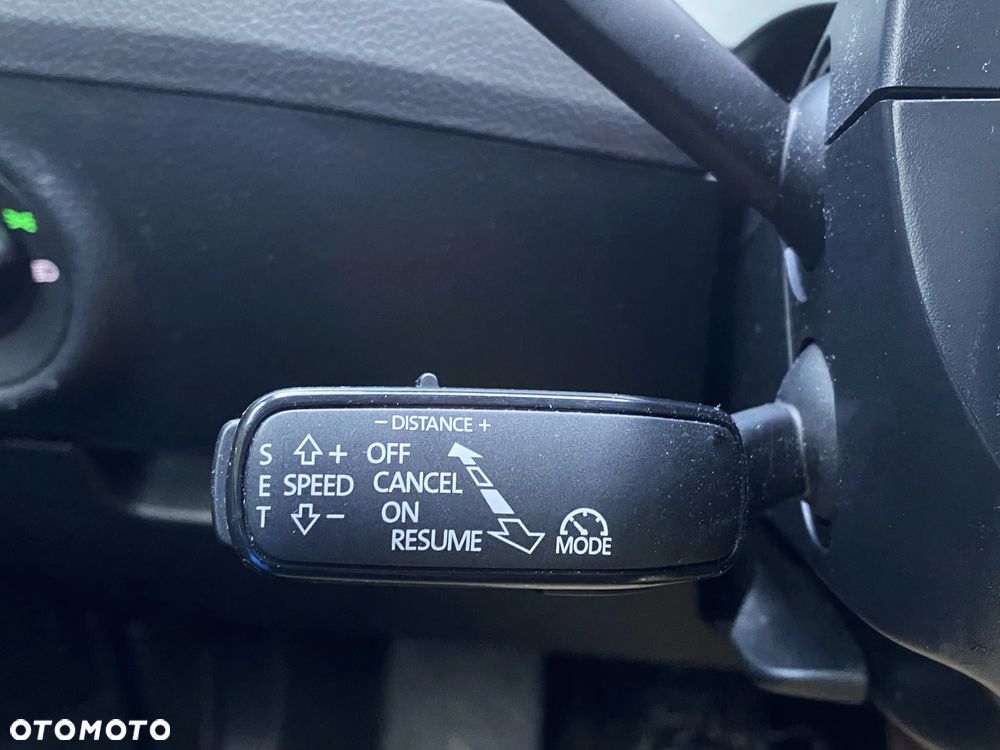 − DISTANCE +
S + OFF
E SPEED CANCEL
T − ON
RESUME
MODE
OTOMOTO